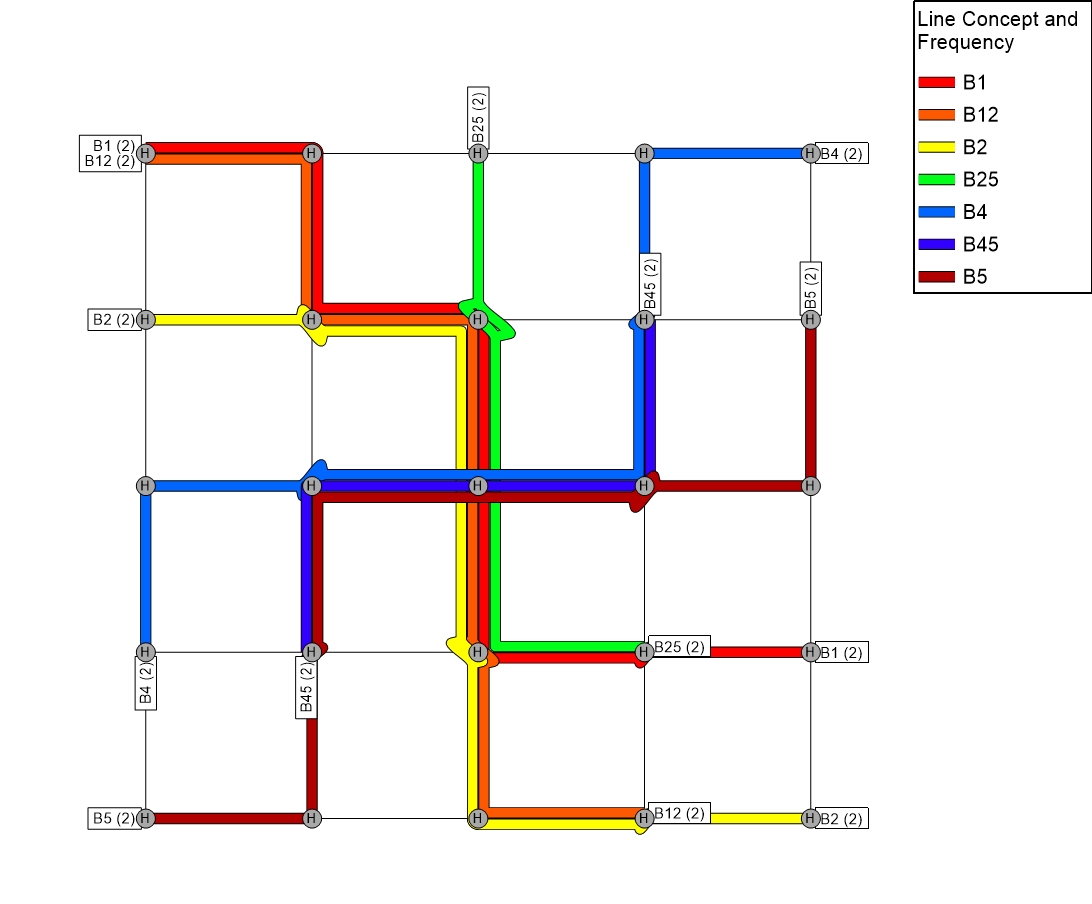 Line Concept and
Frequency
B1
B12
B2
B25
B4
B45
B5
B25 (2)
B1 (2)
B12 (2)
H
H
H
H
H
B4 (2)
B45 (2)
B5 (2)
B2 (2)
H
H
H
H
H
H
H
H
H
H
H
H
H
H
B25 (2)
H
B1 (2)
B4 (2)
B45 (2)
B5 (2)
H
H
H
H
B12 (2)
H
B2 (2)